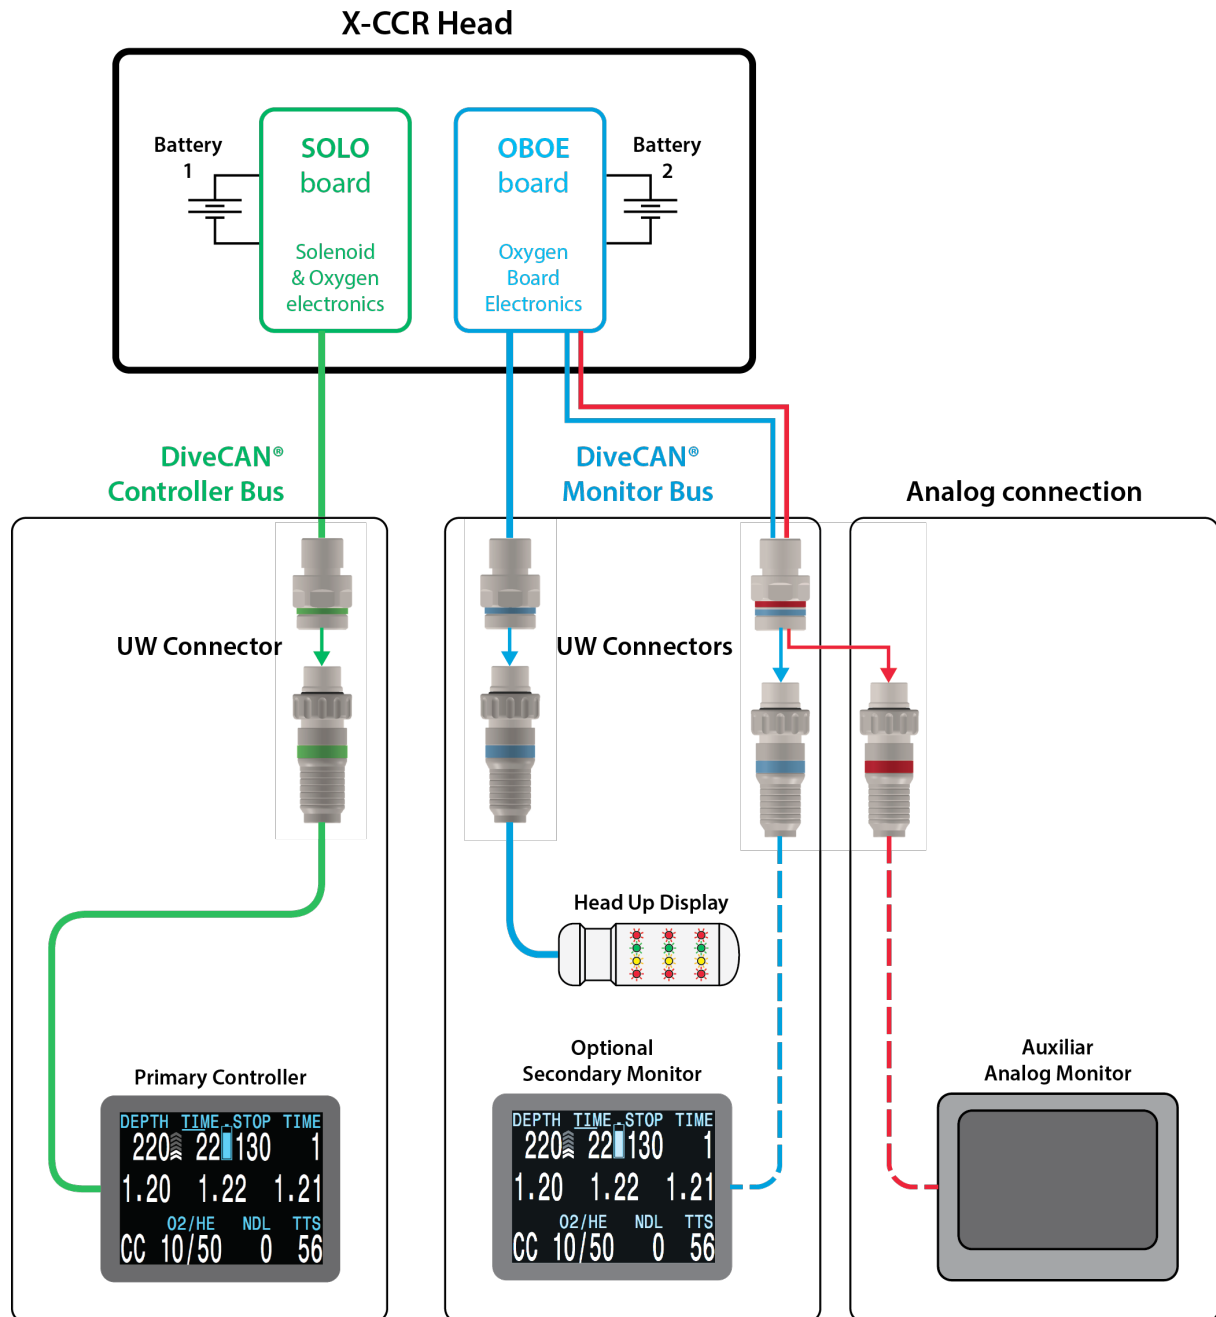 X-CCR Head
Battery
1
SOLO
board
Solenoid
& Oxygen
electronics
OBOE
board
Oxygen
Board
Electronics
Battery
2
DiveCAN®
Controller Bus
DiveCAN®
Monitor Bus
Analog connection
UW Connector
UW Connectors
Head Up Display
Primary Controller
DEPTH TIME STOP TIME
220 22 130 1
1.20 1.22 1.21
O2/HE NDL TTS
CC 10/50 0 56
Optional
Secondary Monitor
DEPTH TIME STOP TIME
220 22 130 1
1.20 1.22 1.21
O2/HE NDL TTS
CC 10/50 0 56
Auxiliar
Analog Monitor